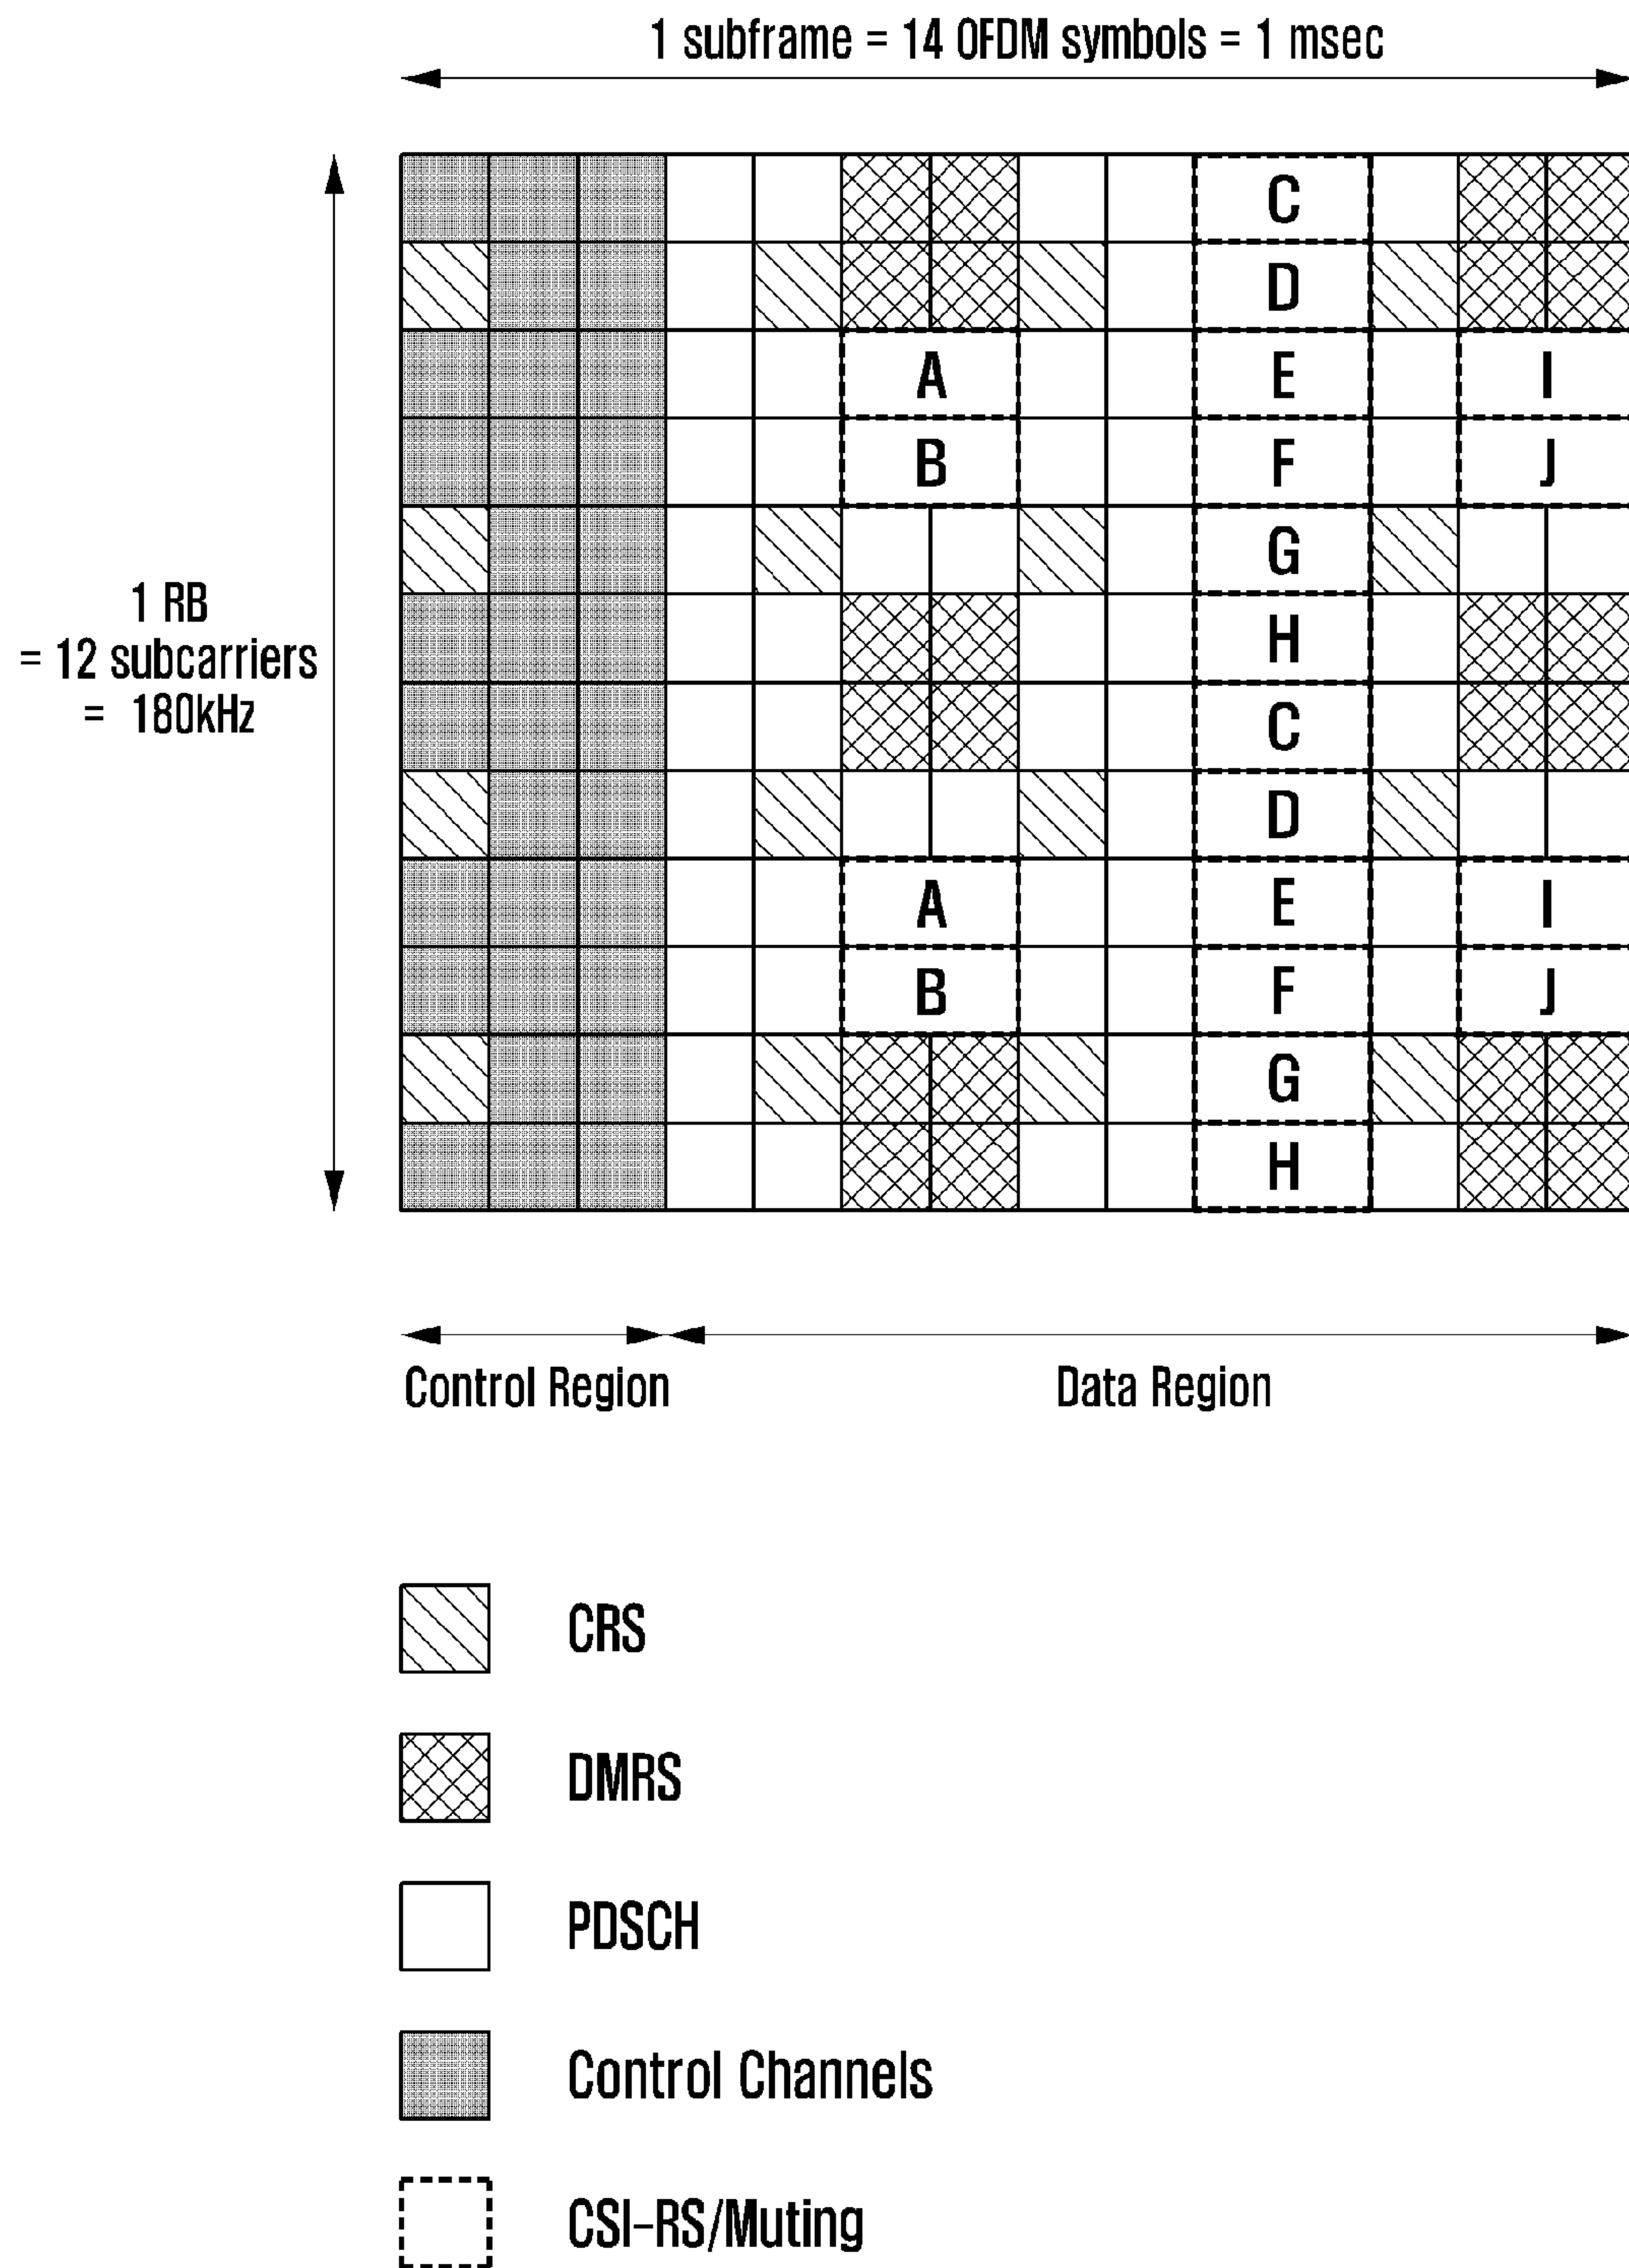 1 subframe = 14 OFDM symbols = 1 msec
C
D
A E I
B F J
G
1 RB
= 12 subcarriers
= 180kHz
H
C
D
A E I
B F J
G
H
Control Region Data Region
CRS
DMRS
PDSCH
Control Channels
CSI-RS/Muting